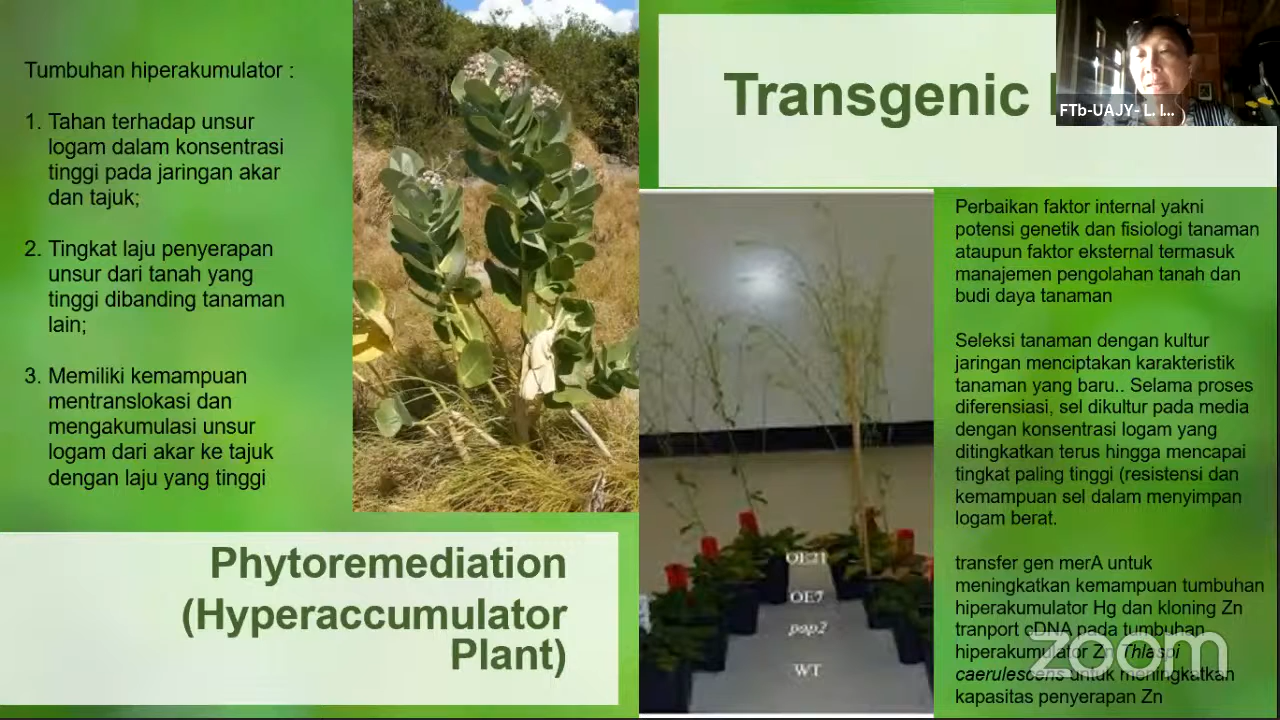 Tumbuhan hiperakumulator :
1. Tahan terhadap unsur
logam dalam konsentrasi
tinggi pada jaringan akar
dan tajuk;
2. Tingkat laju penyerapan
unsur dari tanah yang
tinggi dibanding tanaman
lain;
3. Memiliki kemampuan
mentranslokasi dan
mengakumulasi unsur
logam dari akar ke tajuk
dengan laju yang tinggi
Phytoremediation
(Hyperaccumulator
Plant)
Transgenic
FTb-UAJY- L. I...
OE21
OE7
pap2
WT
Perbaikan faktor internal yakni
potensi genetik dan fisiologi tanaman
ataupun faktor eksternal termasuk
manajemen pengolahan tanah dan
budi daya tanaman
Seleksi tanaman dengan kultur
jaringan menciptakan karakteristik
tanaman yang baru.. Selama proses
diferensiasi, sel dikultur pada media
dengan konsentrasi logam yang
ditingkatkan terus hingga mencapai
tingkat paling tinggi (resistensi dan
kemampuan sel dalam menyimpan
logam berat.
transfer gen merA untuk
meningkatkan kemampuan tumbuhan
hiperakumulator Hg dan kloning Zn
tranport cDNA pada tumbuhan
hiperakumulator Zn Thlaspi
caerulescens untuk meningkatkan
kapasitas penyerapan Zn
zoom